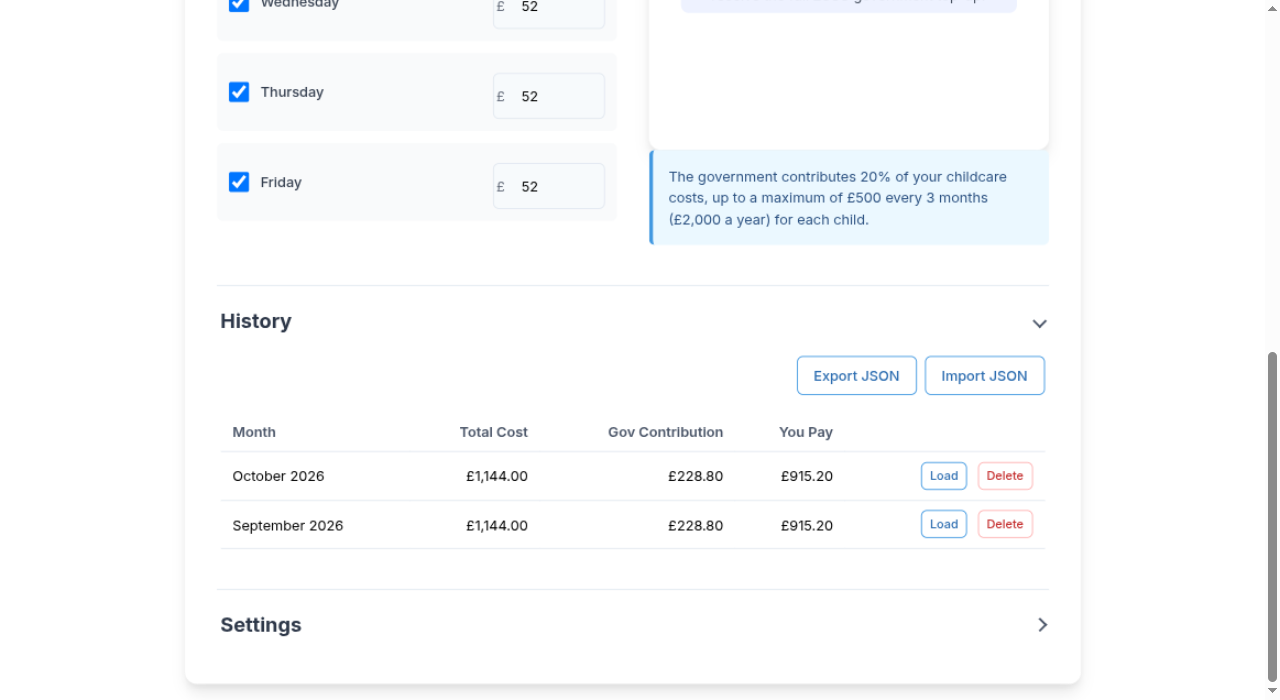 Wednesday
£ 52
Thursday
£ 52
Friday
£ 52
The government contributes 20% of your childcare
costs, up to a maximum of £500 every 3 months
(£2,000 a year) for each child.
History
Export JSON
Import JSON
Month Total Cost Gov Contribution You Pay
October 2026 £1,144.00 £228.80 £915.20 Load Delete
September 2026 £1,144.00 £228.80 £915.20 Load Delete
Settings